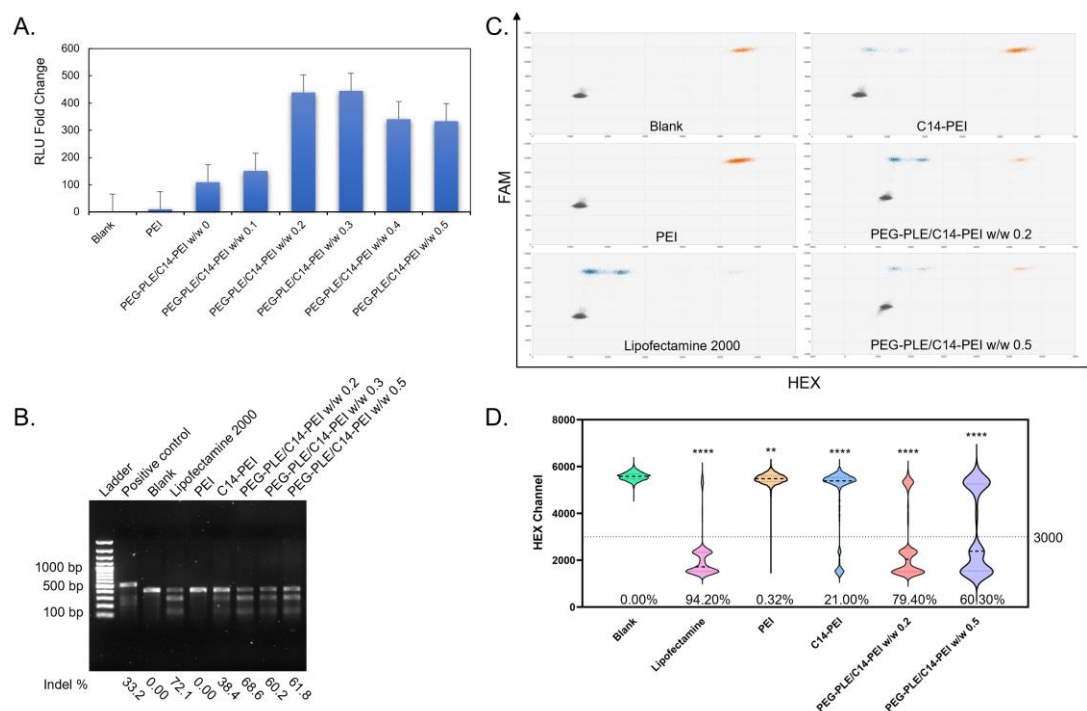 A.
RLU Fold Change
600
500
400
300
200
100
0
Blank
PEI
PEG-PLE/C14-PEI w/w 0
PEG-PLE/C14-PEI w/w 0.1
PEG-PLE/C14-PEI w/w 0.2
PEG-PLE/C14-PEI w/w 0.3
PEG-PLE/C14-PEI w/w 0.4
PEG-PLE/C14-PEI w/w 0.5
B.
Ladder
Positive control
Blank
Lipofectamine 2000
PEI
C14-PEI
PEG-PLE/C14-PEI w/w 0.2
PEG-PLE/C14-PEI w/w 0.3
PEG-PLE/C14-PEI w/w 0.5
1000 bp
500 bp
100 bp
Indel %
33.2
0.00
72.1
0.00
38.4
68.6
60.2
61.8
C.
FAM
Blank
C14-PEI
PEI
PEG-PLE/C14-PEI w/w 0.2
Lipofectamine 2000
PEG-PLE/C14-PEI w/w 0.5
HEX
D.
HEX Channel
8000
6000
4000
2000
0
****
**
****
****
****
3000
0.00%
94.20%
0.32%
21.00%
79.40%
60.30%
Blank
Lipofectamine
PEI
C14-PEI
PEG-PLE/C14-PEI w/w 0.2
PEG-PLE/C14-PEI w/w 0.5